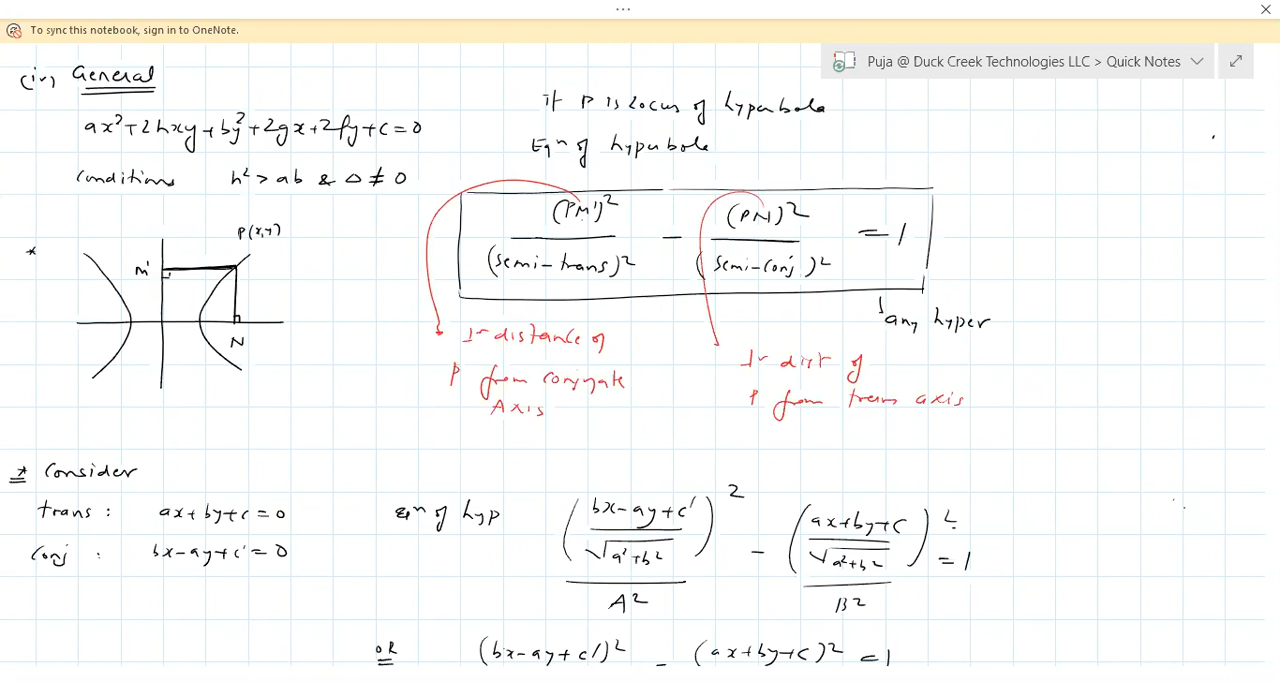 To sync this notebook, sign in to OneNote.
Puja @ Duck Creek Technologies LLC > Quick Notes
(iv) General
ax²+2hxy+by²+2gx+2fy+c=0
conditions h²>ab & Δ≠0
If P is locus of hyperbola
Eqⁿ of hyperbola
(PM')²/(semi-trans)² - (PN)²/(semi-conj)² = 1
any hyper
* P(x,y)
M'
N
⊥r distance of
P from conjugate
Axis
⊥r dist of
P from trans axis
* Consider
trans : ax+by+c=0
Conj : bx-ay+c'=0
Eqⁿ of hyp ((bx-ay+c')/√(a²+b²))²/A² - ((ax+by+c)/√(a²+b²))²/B² = 1
OR (bx-ay+c')² - (ax+by+c)² = 1